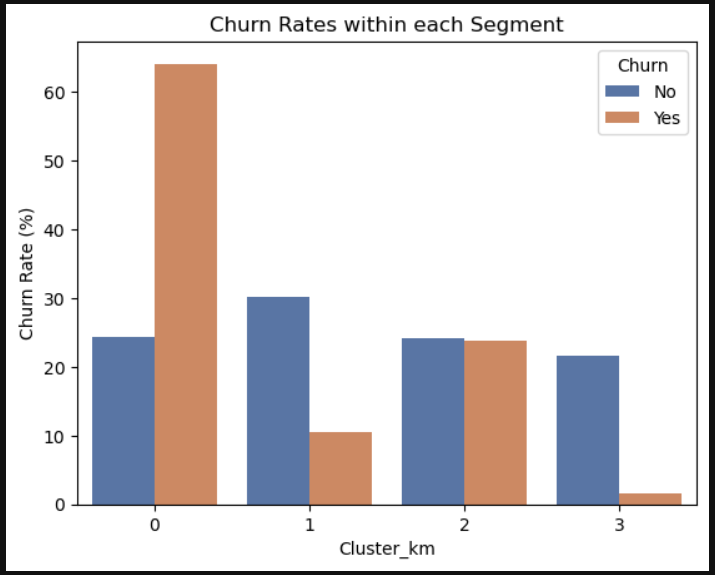 Churn Rates within each Segment
Churn
No
Yes
Churn Rate (%)
60
50
40
30
20
10
0
0 1 2 3
Cluster_km